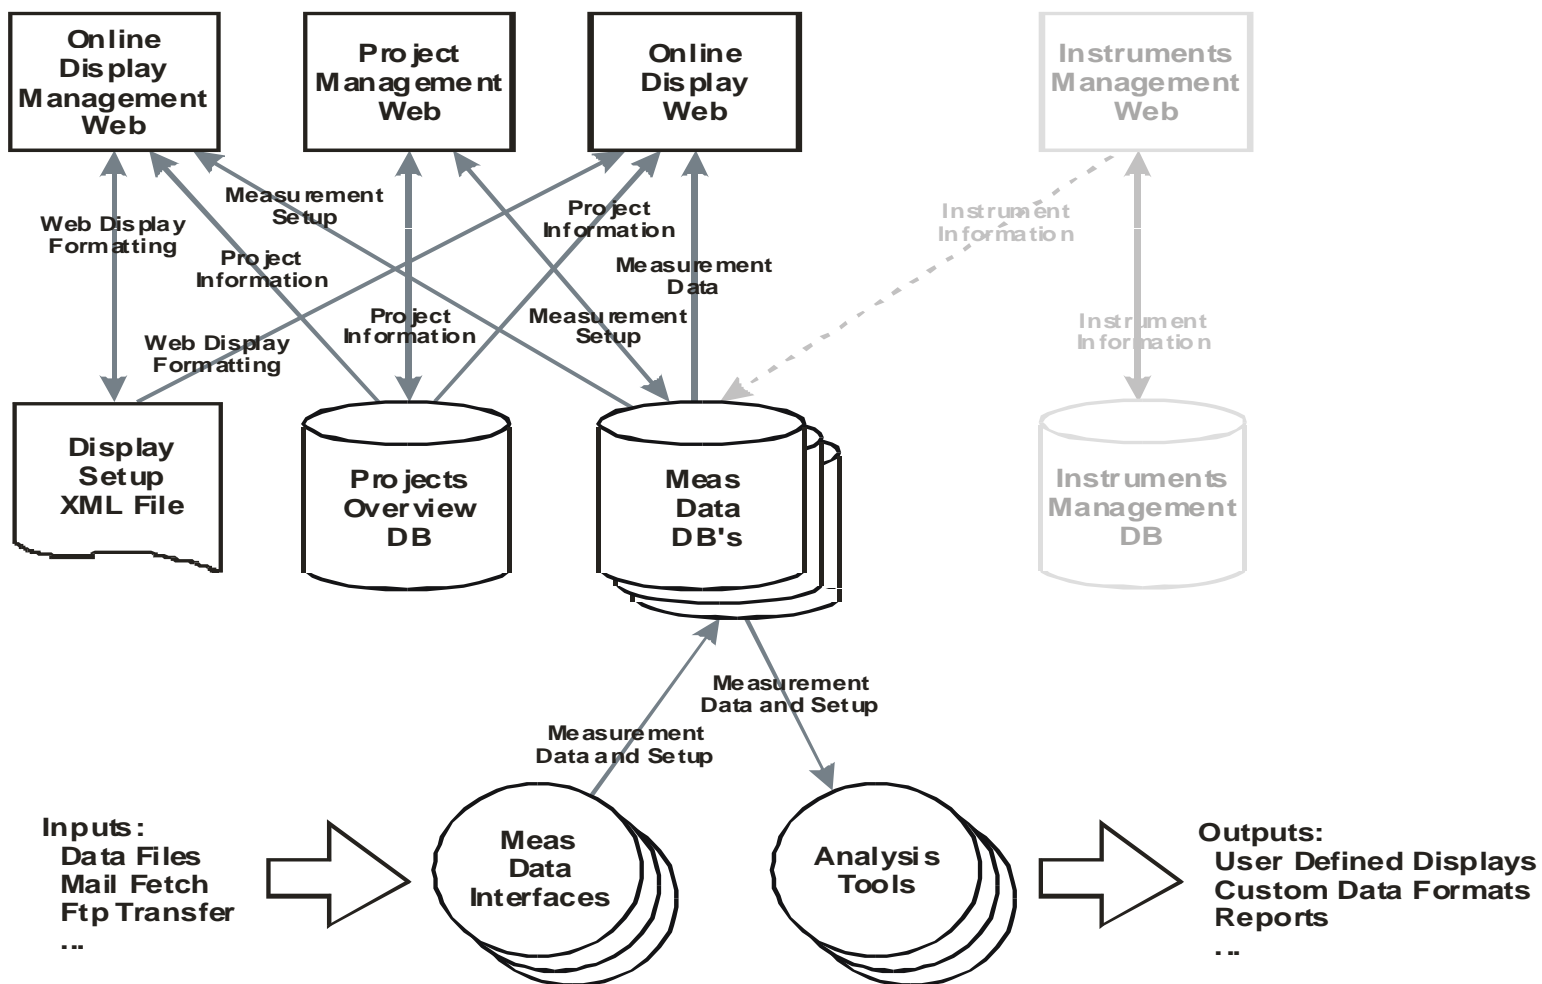 Online
Display
Management
Web
Project
Management
Web
Online
Display
Web
Instruments
Management
Web
Measurement
Setup
Web Display
Formatting
Project
Information
Project
Information
Measurement
Data
Instrument
Information
Web Display
Formatting
Project
Information
Measurement
Setup
Instrument
Information
Display
Setup
XML File
Projects
Overview
DB
Meas
Data
DB's
Instruments
Management
DB
Measurement
Data and Setup
Measurement
Data and Setup
Inputs:
Data Files
Mail Fetch
Ftp Transfer
...
Meas
Data
Interfaces
Analysis
Tools
Outputs:
User Defined Displays
Custom Data Formats
Reports
...